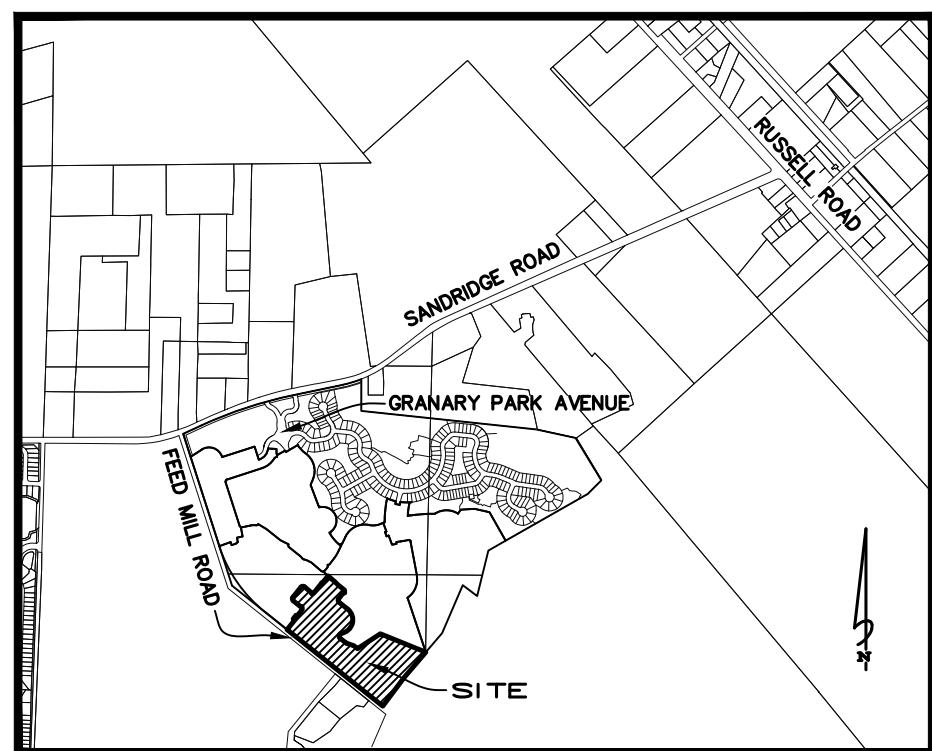 RUSSELL ROAD
SANDRIDGE ROAD
GRANARY PARK AVENUE
FEED MILL ROAD
N
SITE